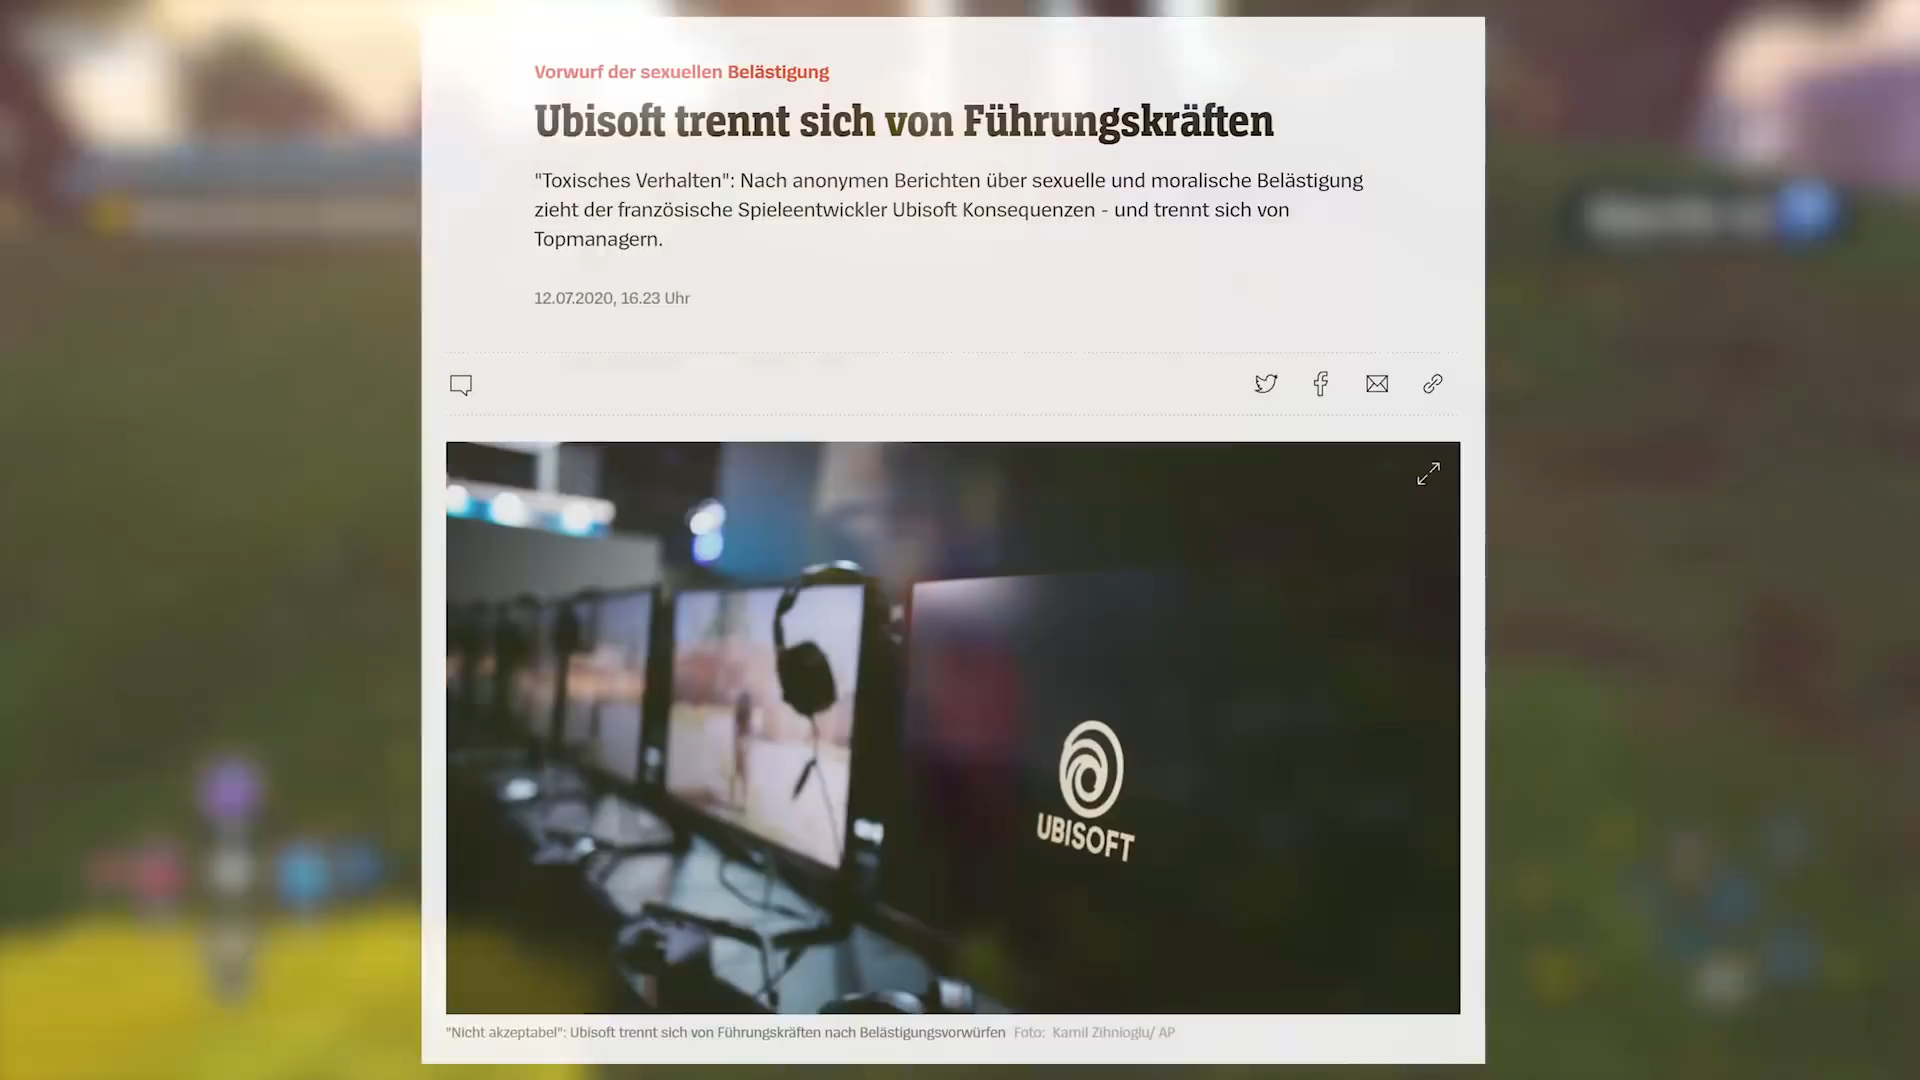 Vorwurf der sexuellen Belästigung
Ubisoft trennt sich von Führungskräften
"Toxisches Verhalten": Nach anonymen Berichten über sexuelle und moralische Belästigung
zieht der französische Spieleentwickler Ubisoft Konsequenzen - und trennt sich von
Topmanagern.
12.07.2020, 16.23 Uhr
UBISOFT
"Nicht akzeptabel": Ubisoft trennt sich von Führungskräften nach Belästigungsvorwürfen Foto: Kamil Zihnioglu/ AP